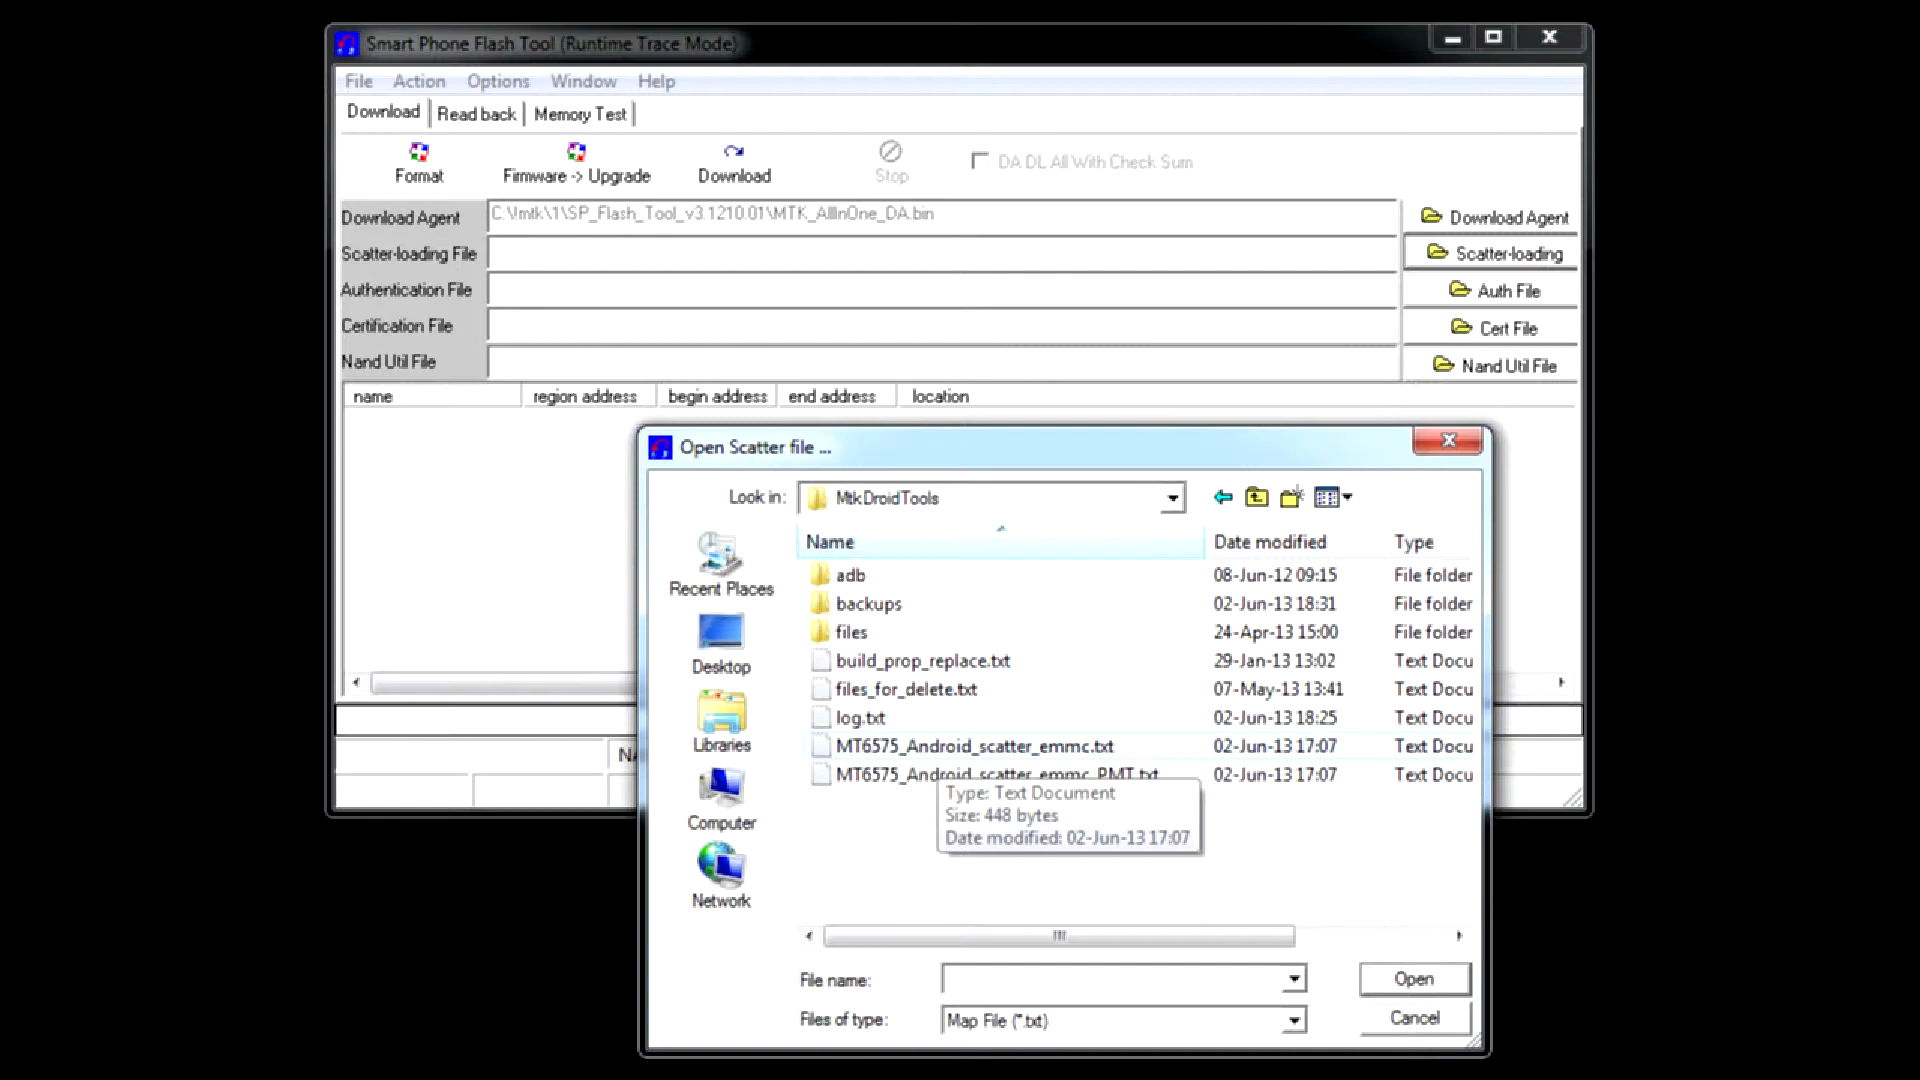 Smart Phone Flash Tool (Runtime Trace Mode)
File Action Options Window Help
Download Read back Memory Test
Format Firmware -> Upgrade Download Stop DA DL All With Check Sum
Download Agent C:\!mtk\1\SP_Flash_Tool_v3.1210.01\MTK_AllInOne_DA.bin Download Agent
Scatter-loading File Scatter-loading
Authentication File Auth File
Certification File Cert File
Nand Util File Nand Util File
name region address begin address end address location
Open Scatter file ...
Look in: MtkDroidTools
Name Date modified Type
adb 08-Jun-12 09:15 File folder
backups 02-Jun-13 18:31 File folder
files 24-Apr-13 15:00 File folder
build_prop_replace.txt 29-Jan-13 13:02 Text Docu
files_for_delete.txt 07-May-13 13:41 Text Docu
log.txt 02-Jun-13 18:25 Text Docu
MT6575_Android_scatter_emmc.txt 02-Jun-13 17:07 Text Docu
MT6575_Android_scatter_emmc_PMT.txt 02-Jun-13 17:07 Text Docu
Type: Text Document
Size: 448 bytes
Date modified: 02-Jun-13 17:07
Recent Places
Desktop
Libraries
Computer
Network
File name: Open
Files of type: Map File (*.txt) Cancel